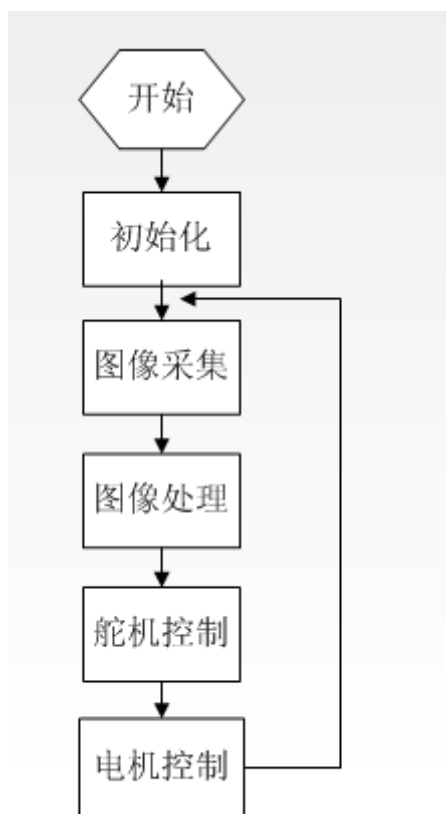 开始
初始化
图像采集
图像处理
舵机控制
电机控制